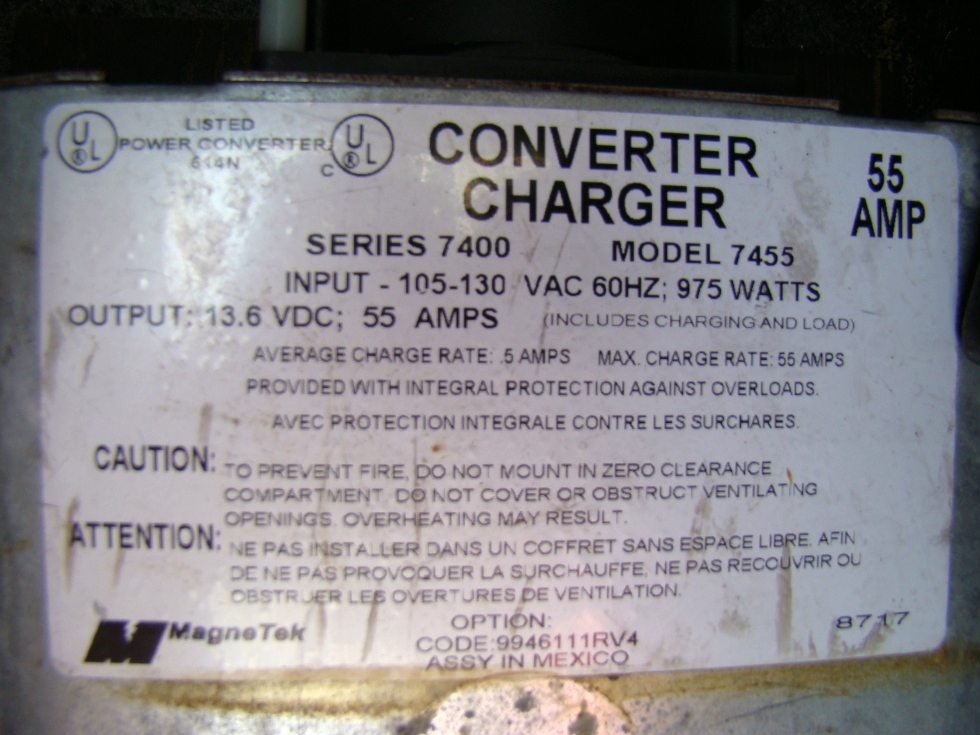 UL® LISTED
POWER CONVERTER
614N
C UL®
CONVERTER
CHARGER
55
AMP
SERIES 7400 MODEL 7455
INPUT - 105-130 VAC 60HZ; 975 WATTS
OUTPUT: 13.6 VDC; 55 AMPS (INCLUDES CHARGING AND LOAD)
AVERAGE CHARGE RATE: .5 AMPS MAX. CHARGE RATE: 55 AMPS
PROVIDED WITH INTEGRAL PROTECTION AGAINST OVERLOADS.
AVEC PROTECTION INTEGRALE CONTRE LES SURCHARES.
CAUTION: TO PREVENT FIRE, DO NOT MOUNT IN ZERO CLEARANCE
COMPARTMENT. DO NOT COVER OR OBSTRUCT VENTILATING
OPENINGS. OVERHEATING MAY RESULT.
ATTENTION: NE PAS INSTALLER DANS UN COFFRET SANS ESPACE LIBRE. AFIN
DE NE PAS PROVOQUER LA SURCHAUFFE, NE PAS RECOUVRIR OU
OBSTRUER LES OVERTURES DE VENTILATION.
MagneTek
OPTION:
CODE:9946111RV4
ASSY IN MEXICO
8717